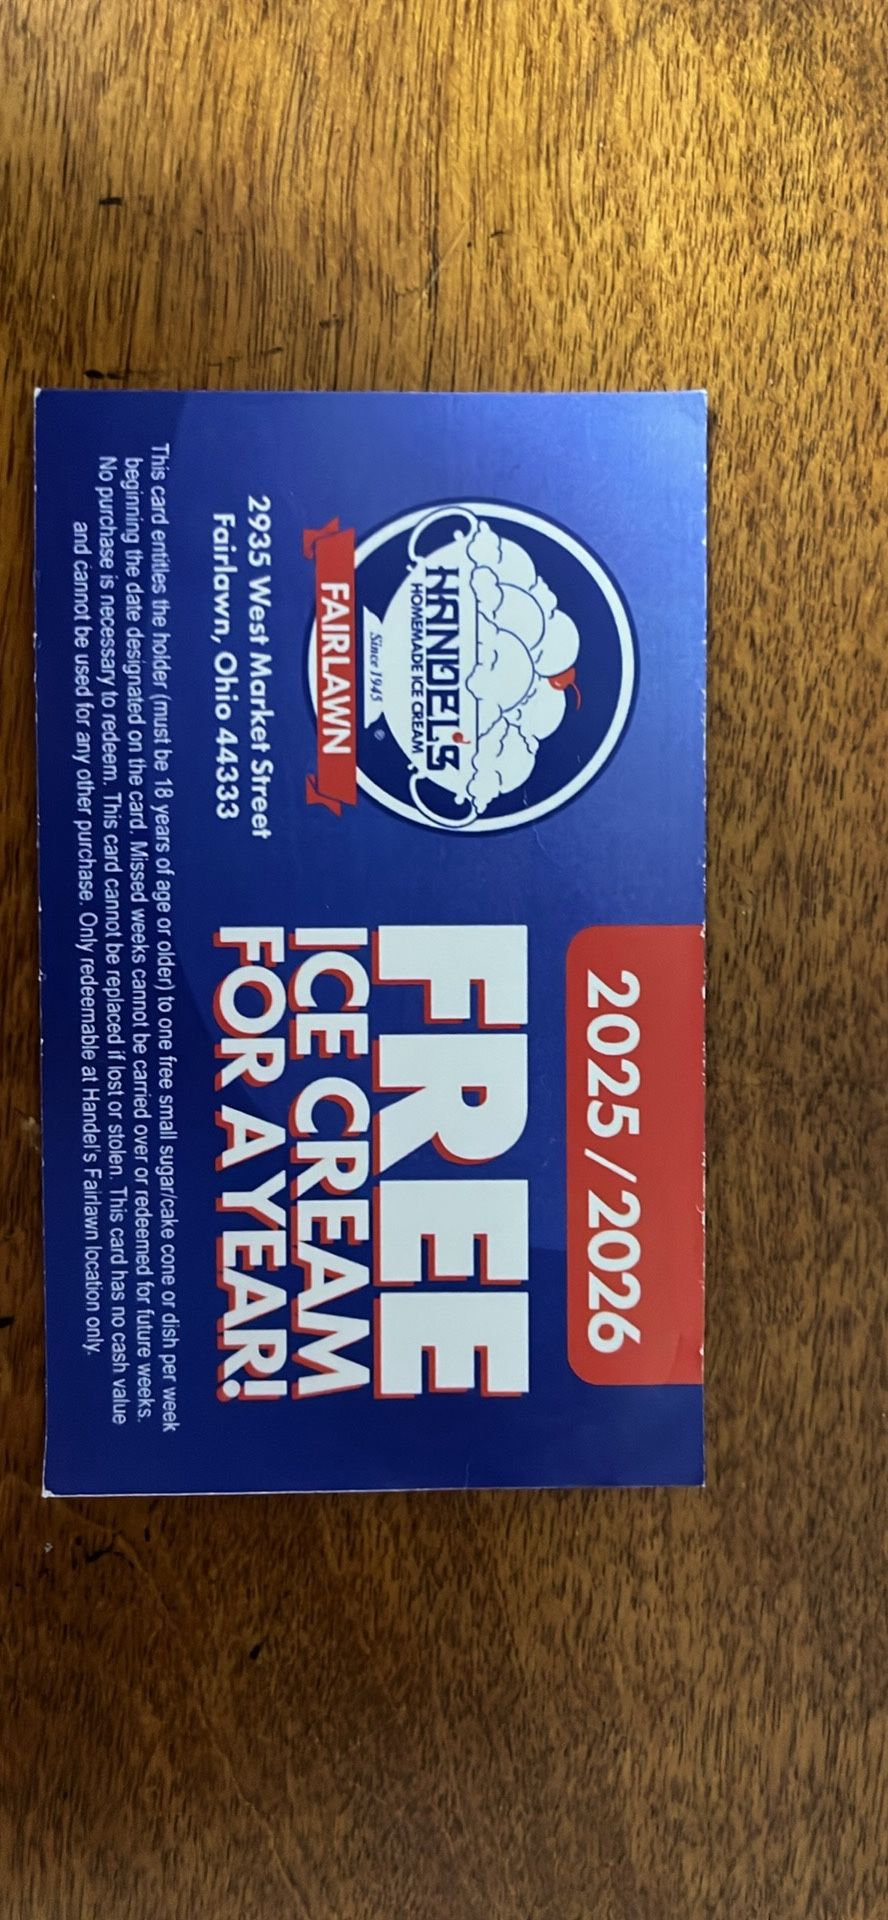 2025/2026
HANDEL'S
HOMEMADE ICE CREAM
Since 1945
®
FAIRLAWN
2935 West Market Street
Fairlawn, Ohio 44333
FREE
ICE CREAM
FOR A YEAR!
This card entitles the holder (must be 18 years of age or older) to one free small sugar/cake cone or dish per week
beginning the date designated on the card. Missed weeks cannot be carried over or redeemed for future weeks.
No purchase is necessary to redeem. This card cannot be replaced if lost or stolen. This card has no cash value
and cannot be used for any other purchase. Only redeemable at Handel's Fairlawn location only.